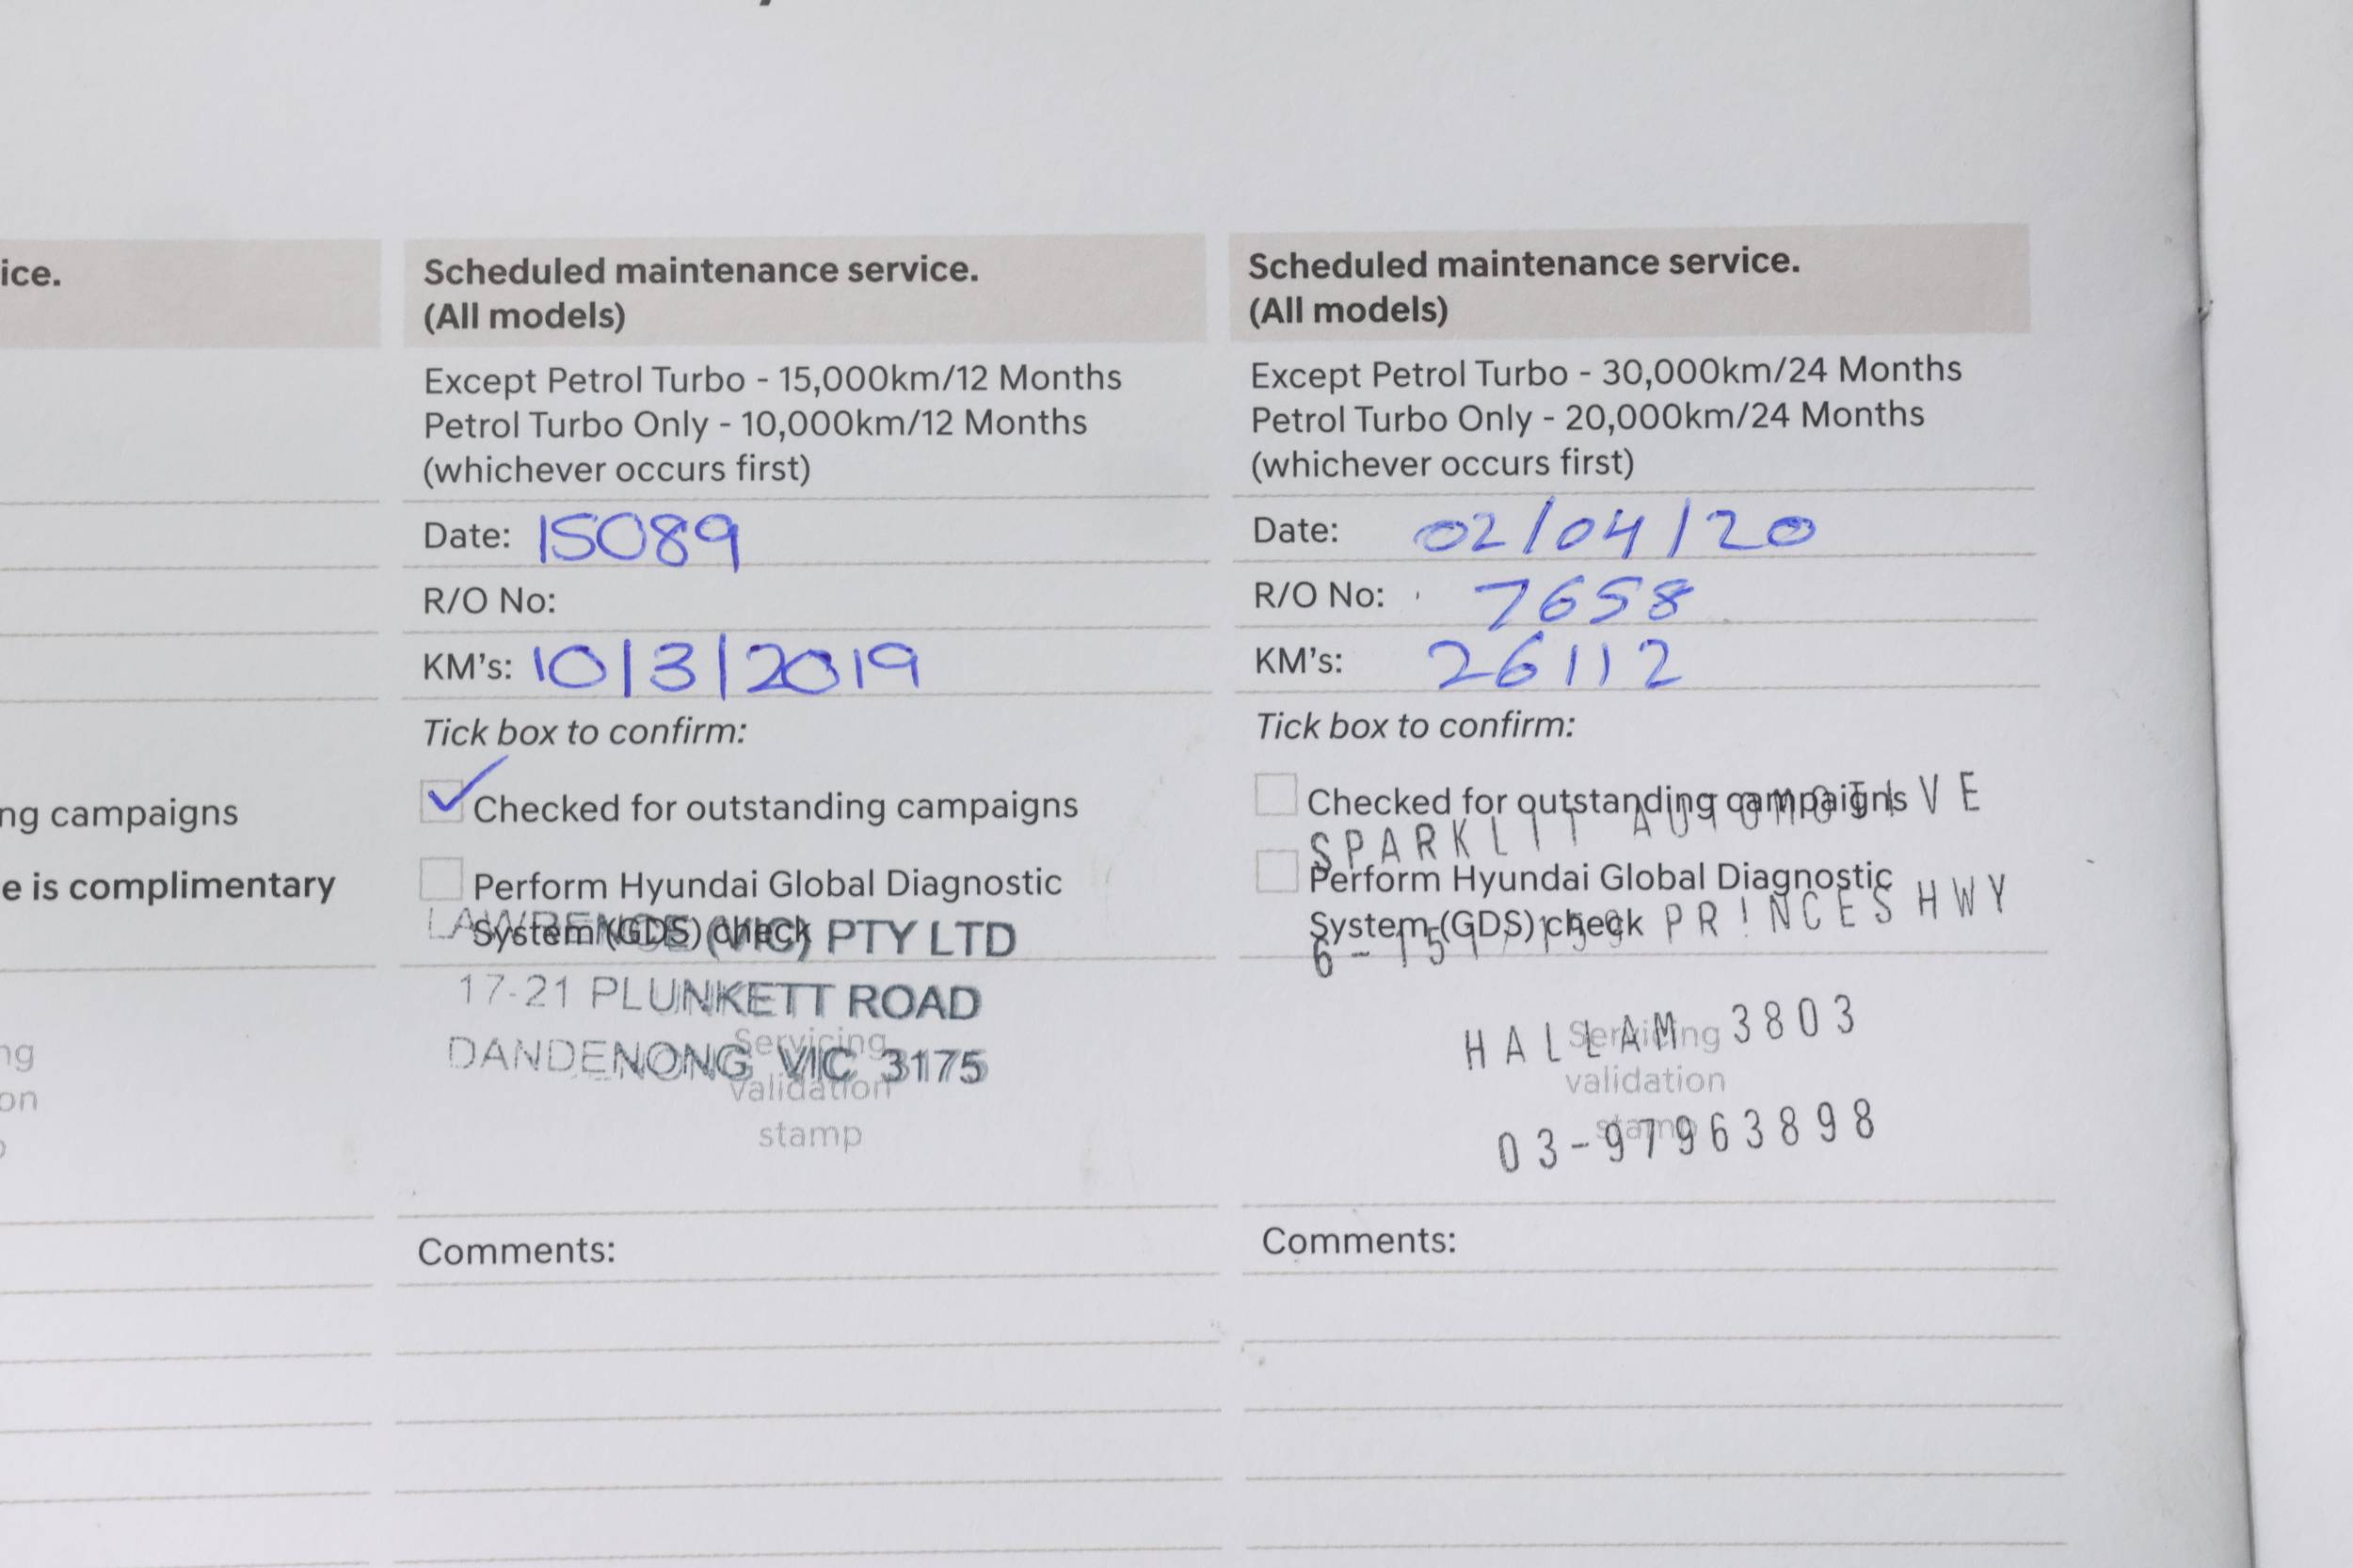 ice.
ng campaigns
e is complimentary
ng
on
Scheduled maintenance service.
(All models)
Except Petrol Turbo - 15,000km/12 Months
Petrol Turbo Only - 10,000km/12 Months
(whichever occurs first)
Date: 15089
R/O No:
KM's: 10/3/2019
Tick box to confirm:
Checked for outstanding campaigns
Perform Hyundai Global Diagnostic
System (GDS) check
LAWRENCE (VIC) PTY LTD
17-21 PLUNKETT ROAD
DANDENONG VIC 3175
Servicing
validation
stamp
Comments:
Scheduled maintenance service.
(All models)
Except Petrol Turbo - 30,000km/24 Months
Petrol Turbo Only - 20,000km/24 Months
(whichever occurs first)
Date: 02/04/20
R/O No: 7658
KM's: 26112
Tick box to confirm:
Checked for outstanding campaigns
SPARKLIT AUTOMOTIVE
Perform Hyundai Global Diagnostic
System (GDS) check
PRINCES HWY
HALLAM 3803
Servicing
validation
stamp
03-97963898
Comments: